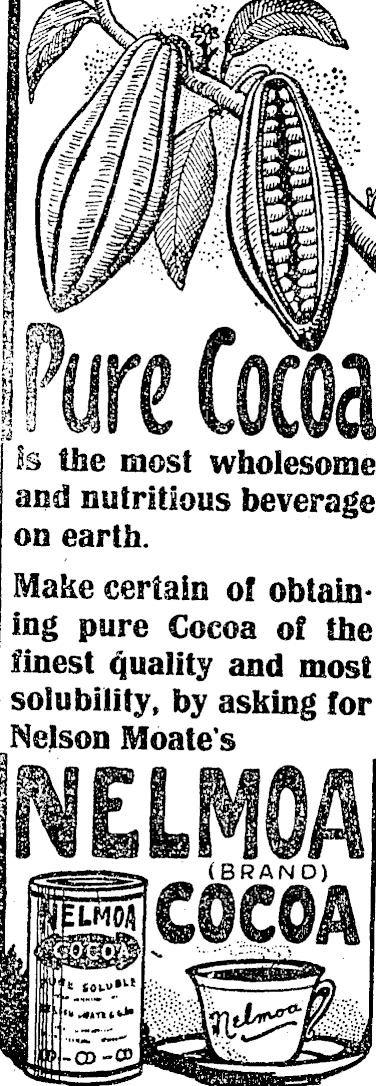 Pure Cocoa
is the most wholesome
and nutritious beverage
on earth.
Make certain of obtain-
ing pure Cocoa of the
finest quality and most
solubility, by asking for
Nelson Moate's
NELMOA
(BRAND)
COCOA
NELMOA
COCOA
PURE SOLUBLE
Nelmoa